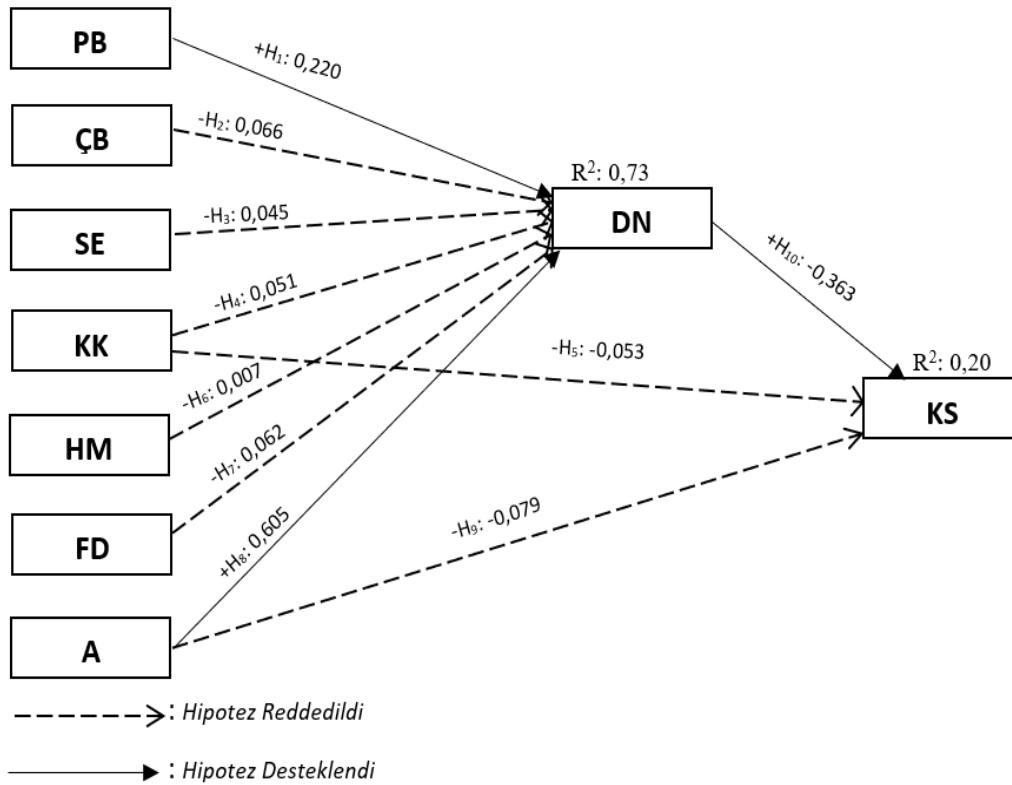 PB
+H₁: 0,220
ÇB
-H₂: 0,066
R²: 0,73
DN
SE
-H₃: 0,045
+H₁₀: -0,363
KK
-H₄: 0,051
-H₅: -0,053
R²: 0,20
KS
HM
-H₆: 0,007
-H₇: 0,062
FD
+H₈: 0,605
-H₉: -0,079
A
: Hipotez Reddedildi
: Hipotez Desteklendi